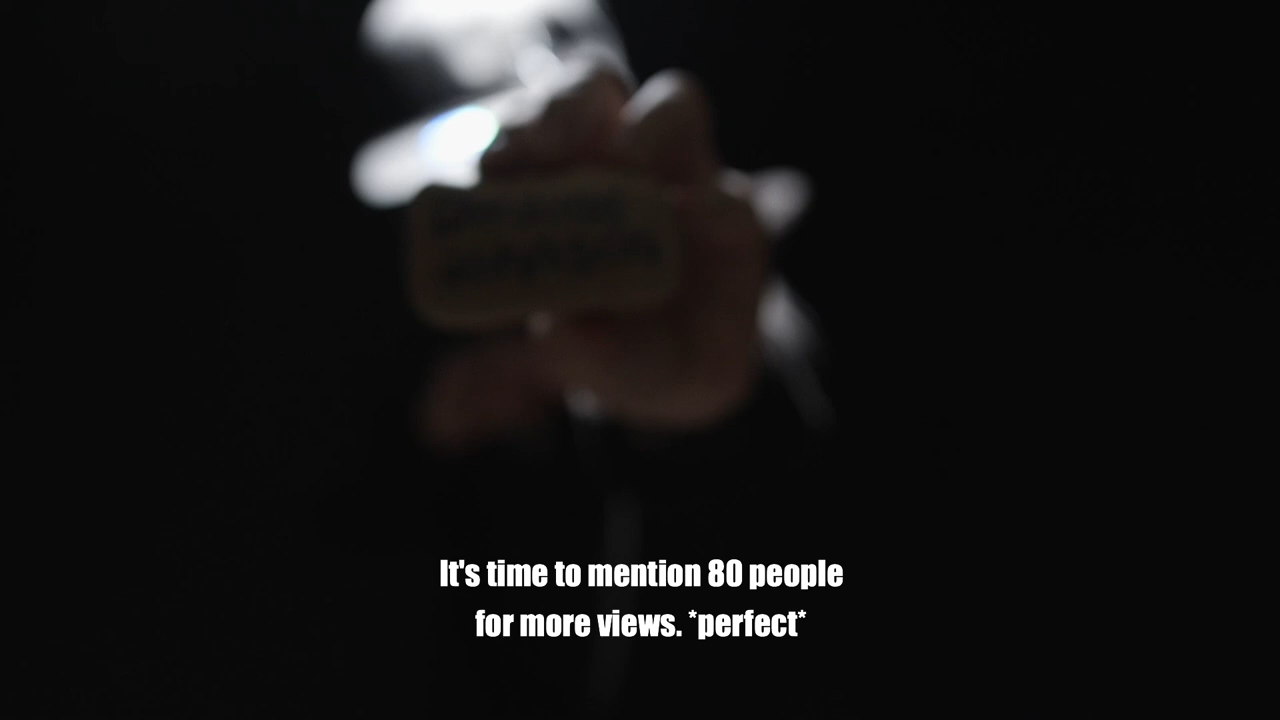 It's time to mention 80 people
for more views. *perfect*